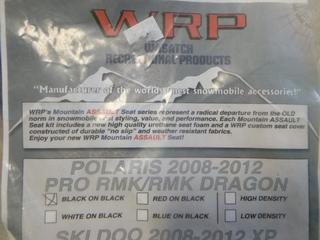 WRP
WASATCH
RECREATIONAL PRODUCTS
"Manufacturer of the world's finest snowmobile accessories!"
WRP's Mountain ASSAULT Seat series represent a radical departure from the OLD
norm in snowmobile seat styling, value, and performance. Each Mountain ASSAULT
Seat kit includes a new high quality urethane seat foam and a WRP custom seat cover
constructed of durable "no slip" and weather resistant fabrics.
Enjoy your new WRP Mountain ASSAULT Seat!
POLARIS 2008-2012
PRO RMK/RMK DRAGON
BLACK ON BLACK RED ON BLACK HIGH DENSITY
WHITE ON BLACK BLUE ON BLACK LOW DENSITY
SKI DOO 2008-2012 XP